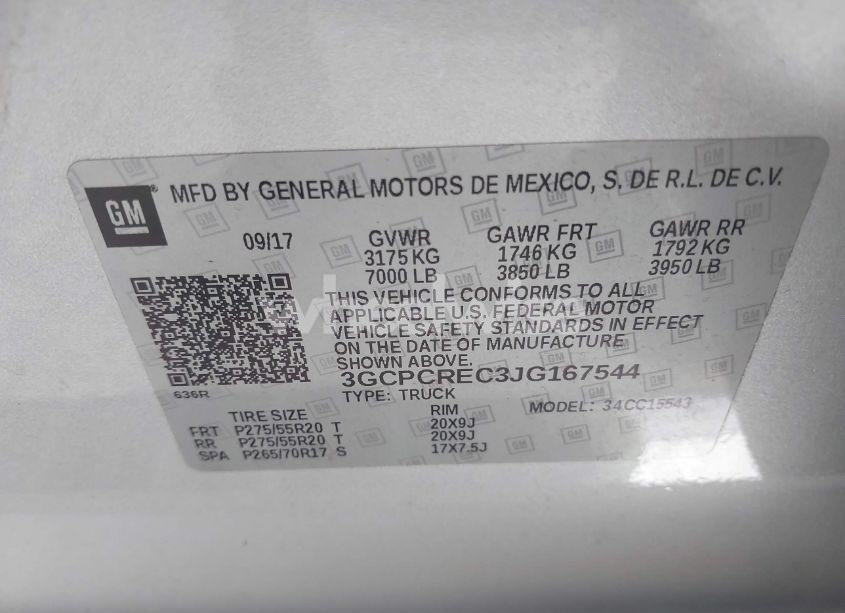 GM
MFD BY GENERAL MOTORS DE MEXICO, S. DE R.L. DE C.V.
09/17 GVWR GAWR FRT GAWR RR
3175 KG 1746 KG 1792 KG
7000 LB 3850 LB 3950 LB
THIS VEHICLE CONFORMS TO ALL
APPLICABLE U.S. FEDERAL MOTOR
VEHICLE SAFETY STANDARDS IN EFFECT
ON THE DATE OF MANUFACTURE
SHOWN ABOVE.
3GCPCREC3JG167544
636R TYPE: TRUCK MODEL: 34CC15543
TIRE SIZE RIM
FRT P275/55R20 T 20X9J
RR P275/55R20 T 20X9J
SPA P265/70R17 S 17X7.5J